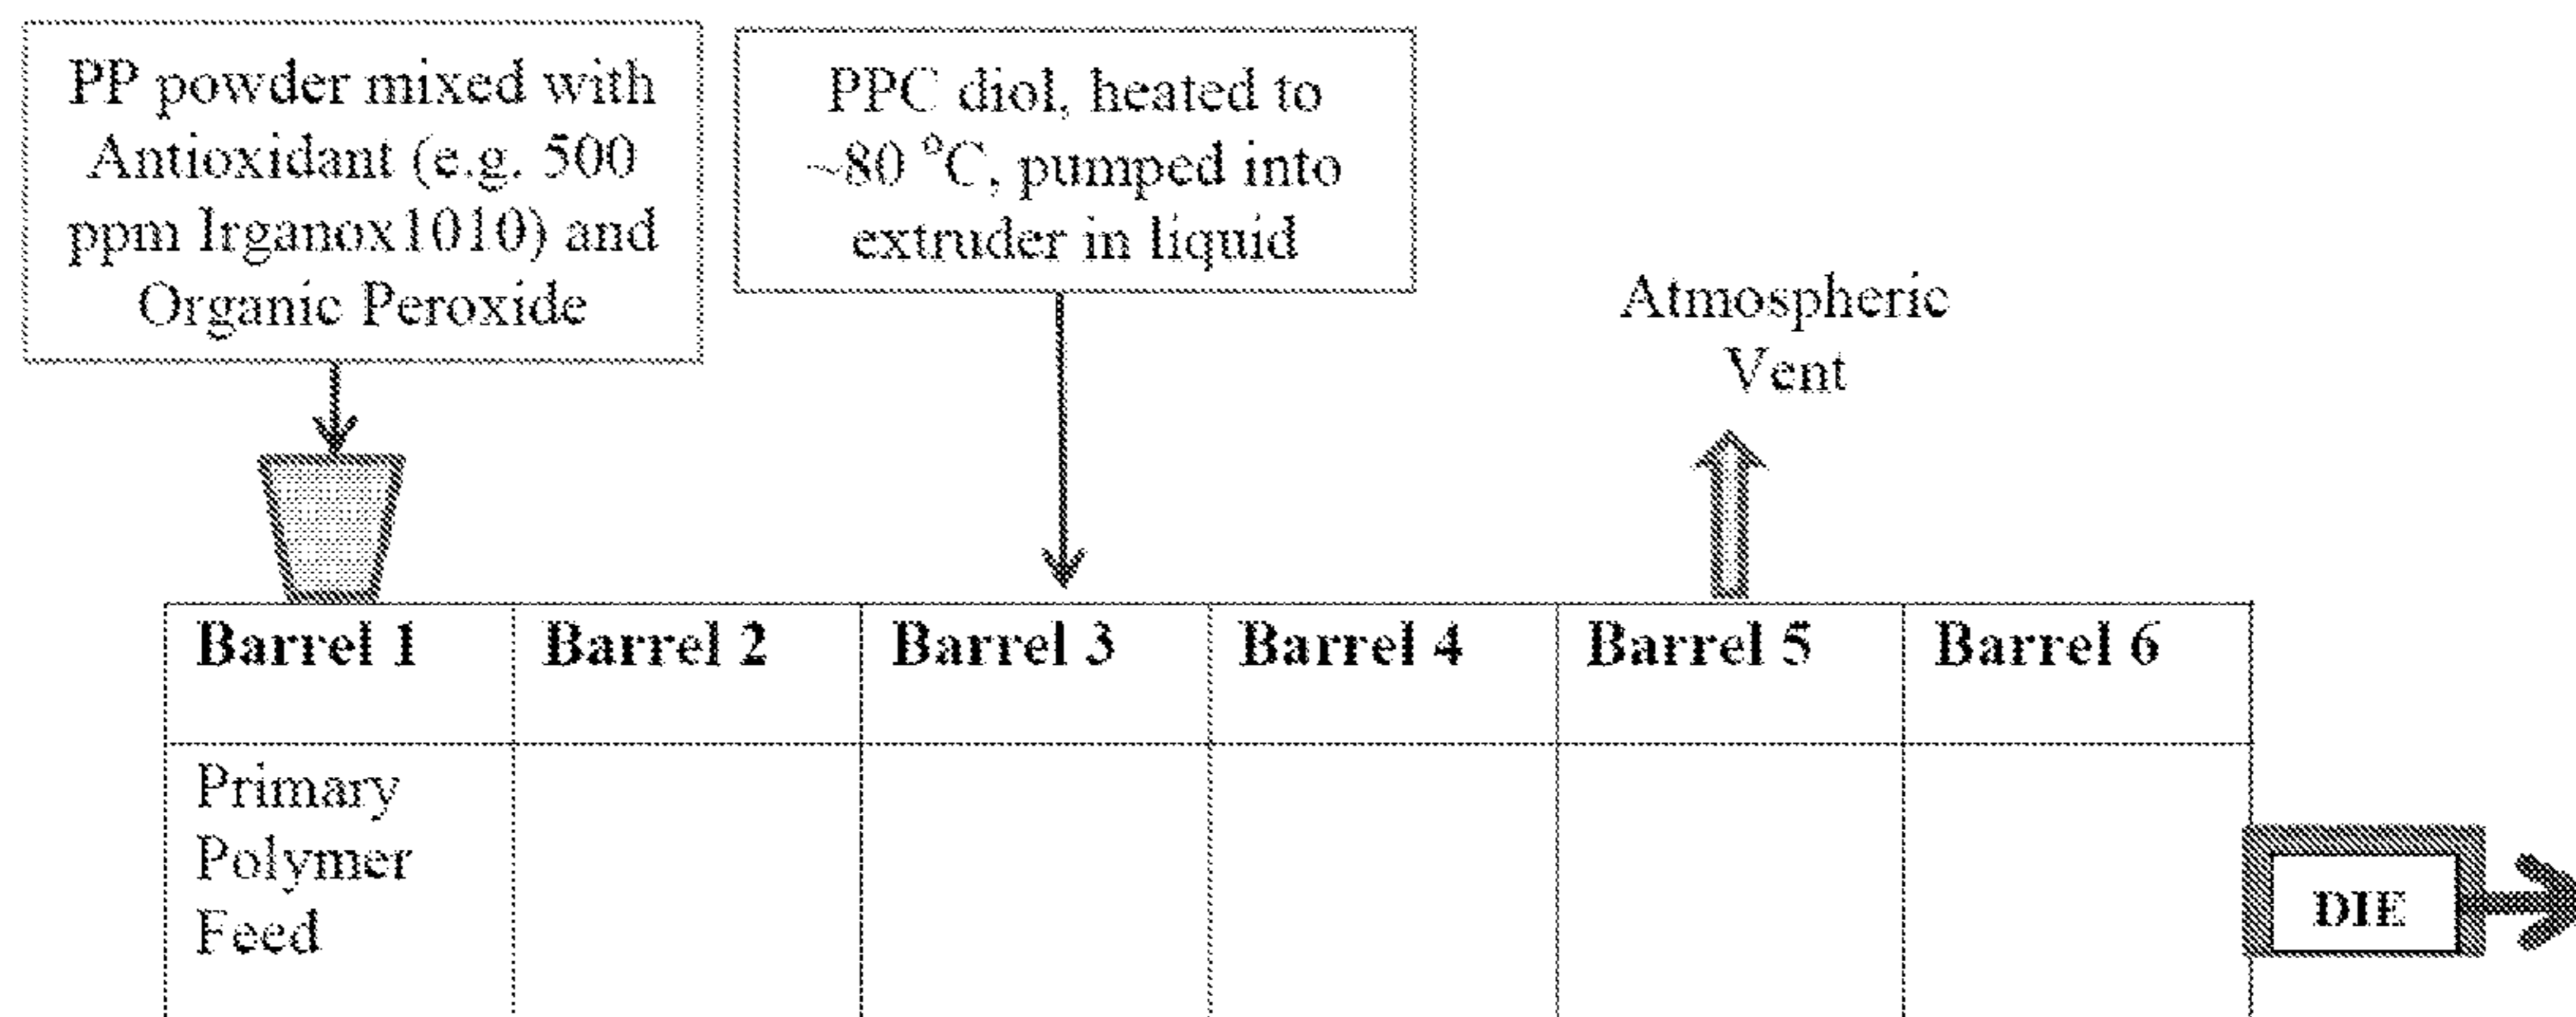 PP powder mixed with
Antioxidant (e.g. 500
ppm Irganox1010) and
Organic Peroxide
PPC diol, heated to
~80 °C, pumped into
extruder in liquid
Atmospheric
Vent
Barrel 1 Barrel 2 Barrel 3 Barrel 4 Barrel 5 Barrel 6
Primary
Polymer
Feed
DIE